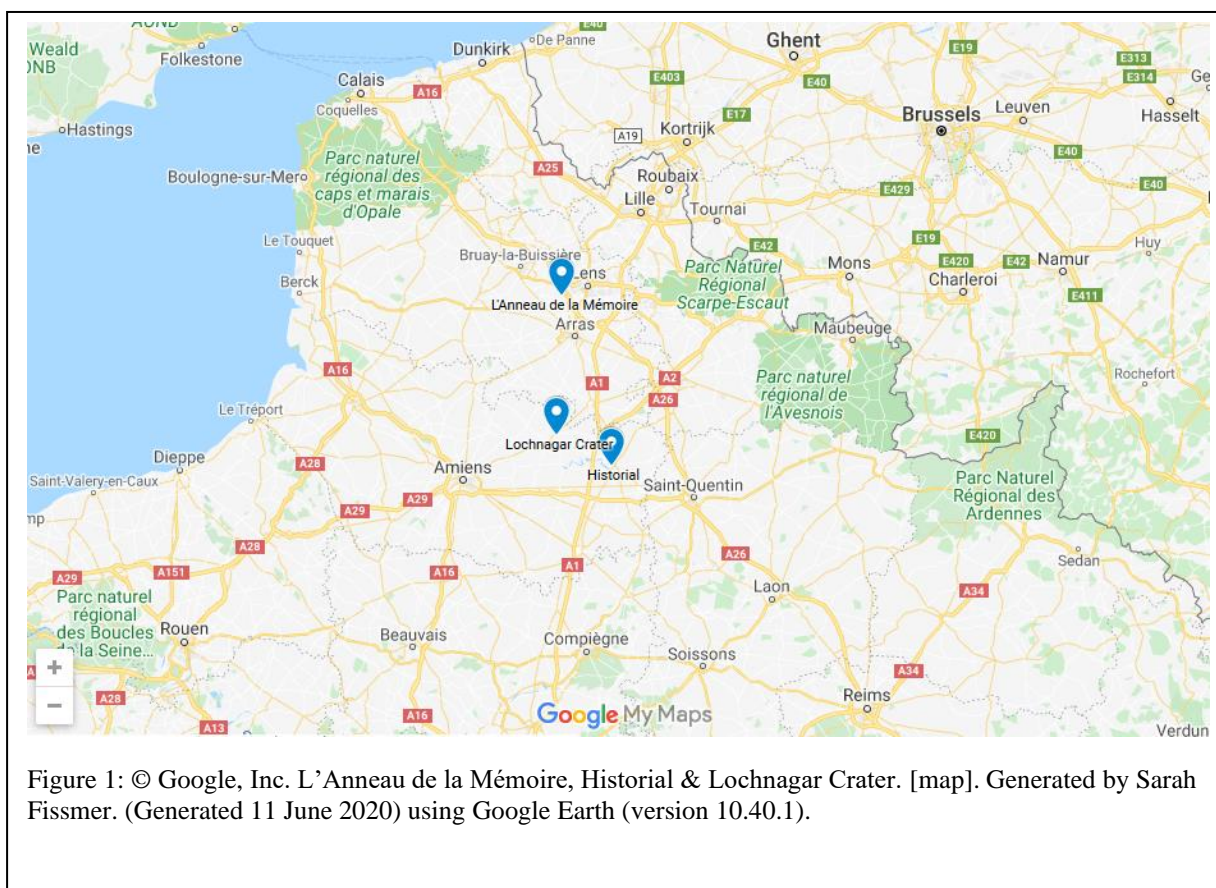 AONB
Weald
ONB
Folkestone
Dunkirk
De Panne
E40
Ghent
E19
E313
E314
Calais
A16
Coquelles
E403
E40
Brussels
Leuven
Hasselt
Hasti­ngs
ne
A19
Kortrijk
E17
Parc naturel
régional des
caps et marais
d'Opale
A25
Roubaix
Boulogne-sur-Mer
Lille
Tournai
E429
E40
E40
Le Touquet
Bruay-la-Buissière
E42
E19
Huy
Berck
Lens
Parc Naturel
Régional
Scarpe-Escaut
Mons
E420
E42
Namur
Charleroi
E411
L'Anneau de la Mémoire
Arras
Maubeuge
A16
A1
A2
Parc naturel
régional de
l'Avesnois
Rochefort
A26
Le Tréport
Lochnagar Crater
E420
Dieppe
A28
Amiens
Historial
Saint-Quentin
Parc Naturel
Régional des
Ardennes
Saint-Valery-en-Caux
A29
A29
mp
A28
A26
Sedan
A29
A151
A16
A1
Laon
A34
Parc naturel
régional
des Boucles
de la Seine...
Rouen
Beauvais
Compiègne
Soissons
+
A34
−
A28
Reims
A13
A16
Google My Maps
Verdun
Figure 1: © Google, Inc. L’Anneau de la Mémoire, Historial & Lochnagar Crater. [map]. Generated by Sarah
Fissmer. (Generated 11 June 2020) using Google Earth (version 10.40.1).